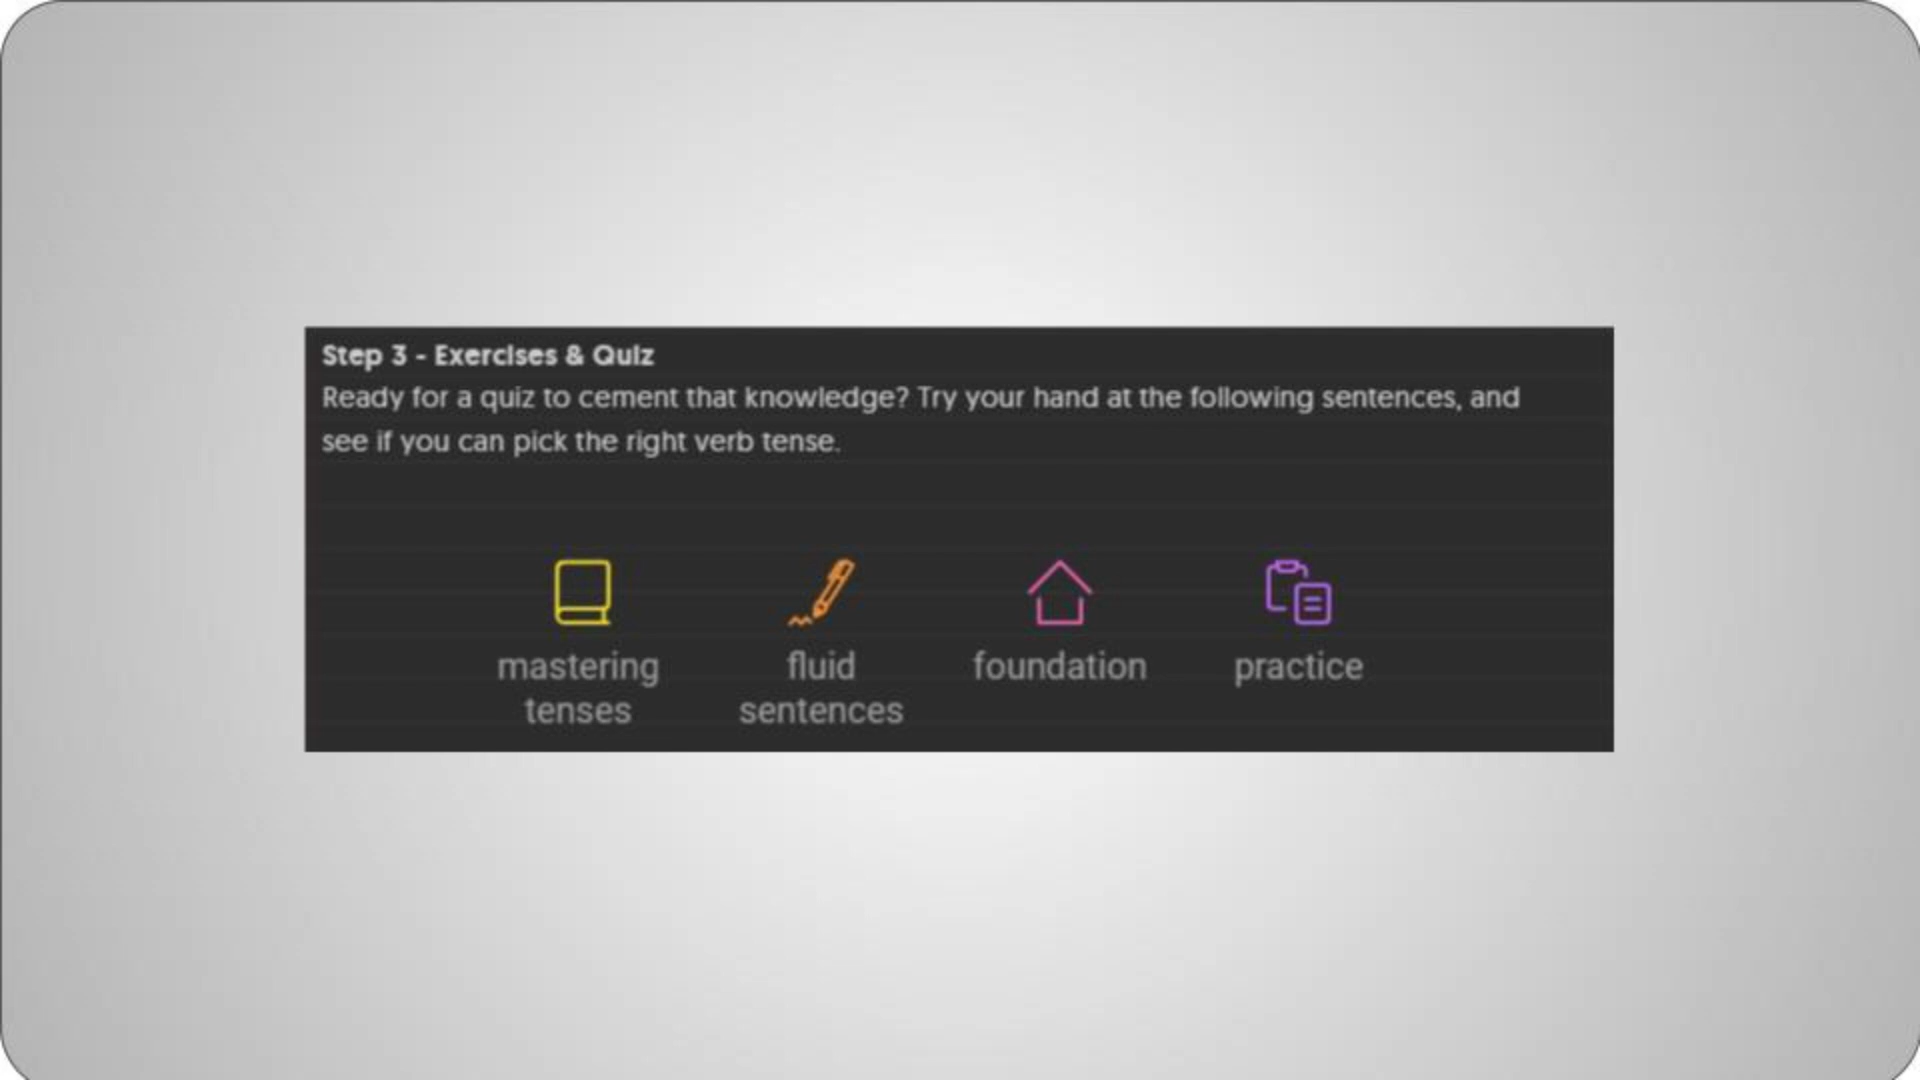 Step 3 - Exercises & Quiz
Ready for a quiz to cement that knowledge? Try your hand at the following sentences, and
see if you can pick the right verb tense.
mastering
tenses
fluid
sentences
foundation
practice